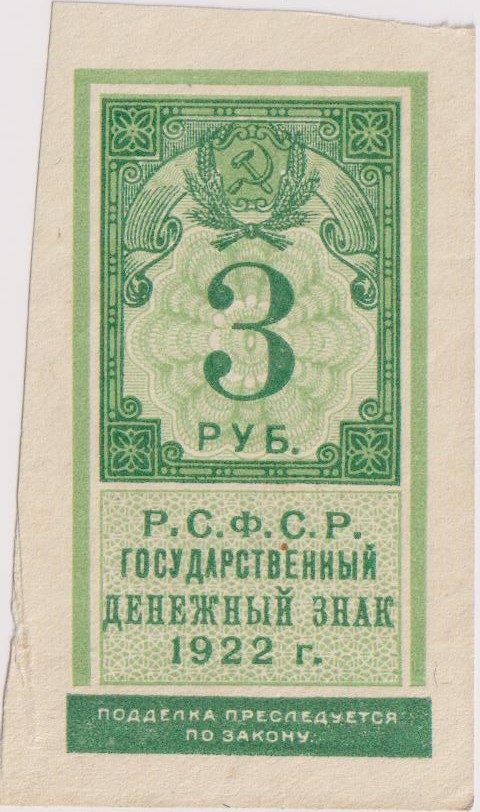 3
РУБ.
Р.С.Ф.С.Р.
ГОСУДАРСТВЕННЫЙ
ДЕНЕЖНЫЙ ЗНАК
1922 г.
ПОДДЕЛКА ПРЕСЛЕДУЕТСЯ
ПО ЗАКОНУ.